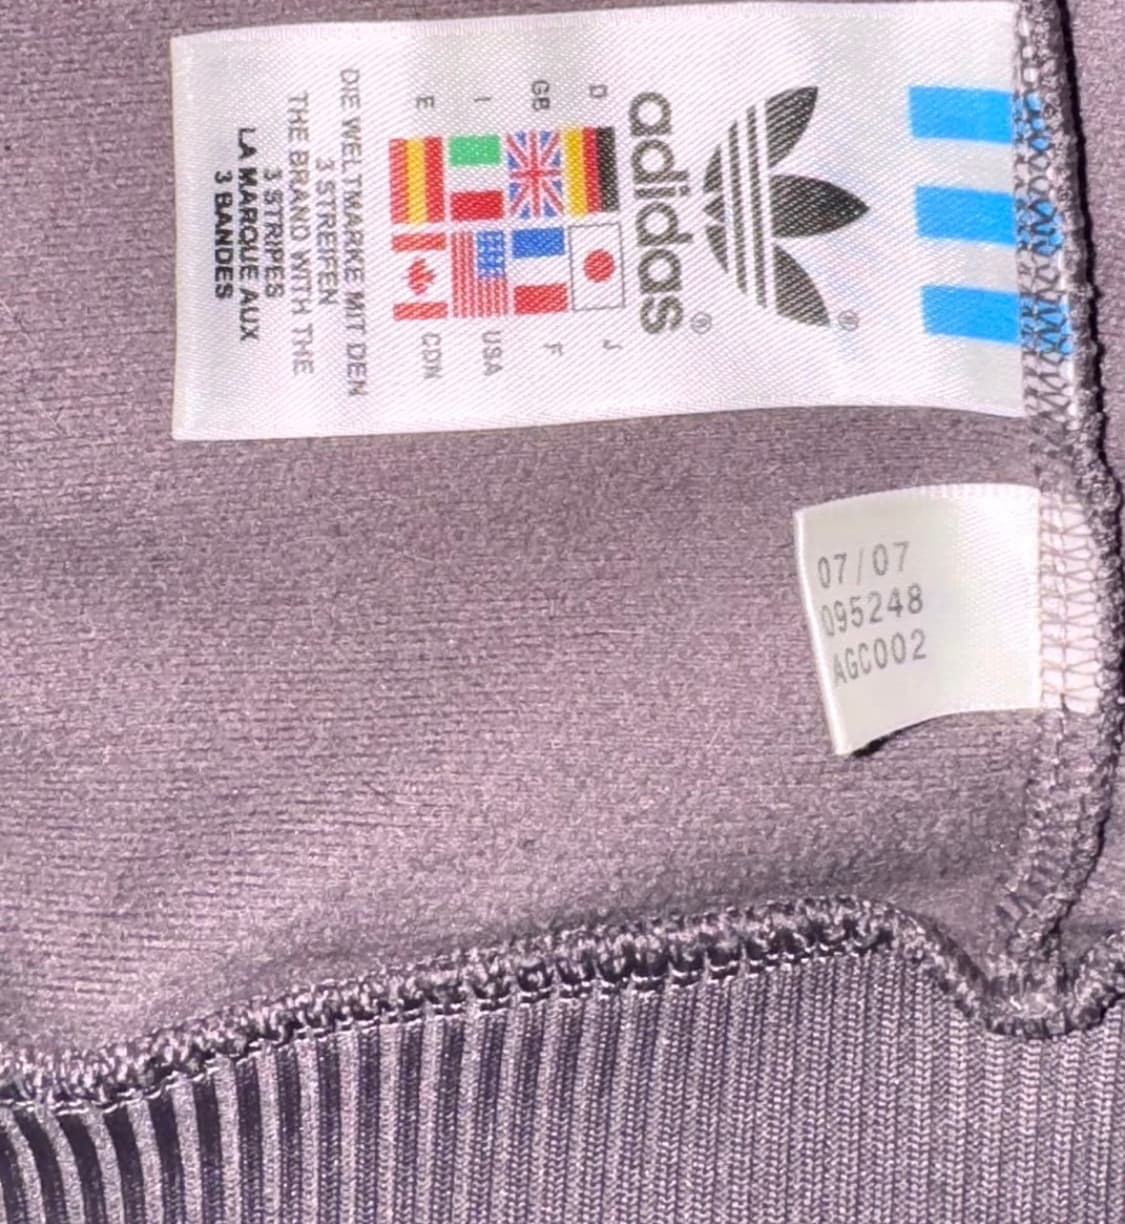 ®
adidas®
D
J
GB
F
I
USA
E
CDN
DIE WELTMARKE MIT DEN
3 STREIFEN
THE BRAND WITH THE
3 STRIPES
LA MARQUE AUX
3 BANDES
07/07
095248
AGC002